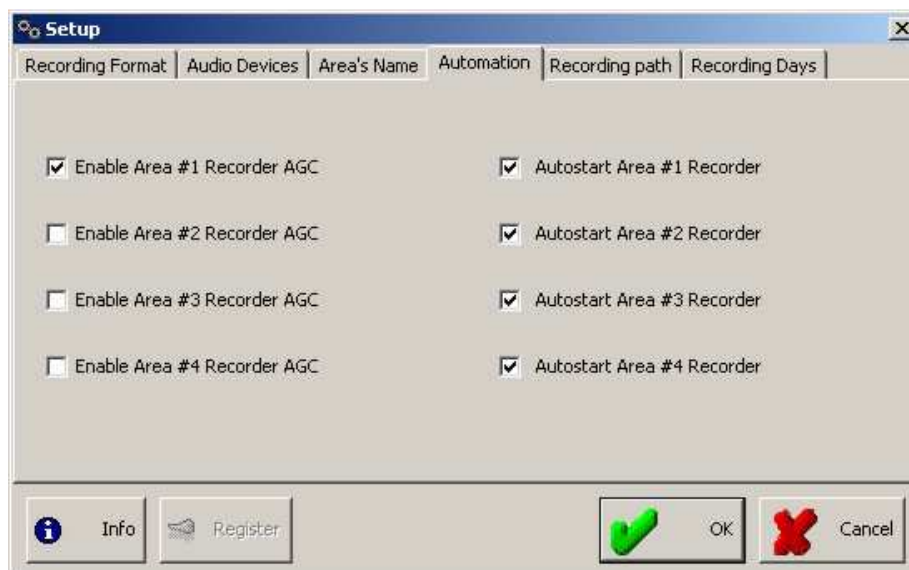 Setup
Recording Format Audio Devices Area's Name Automation Recording path Recording Days
Enable Area #1 Recorder AGC Autostart Area #1 Recorder
Enable Area #2 Recorder AGC Autostart Area #2 Recorder
Enable Area #3 Recorder AGC Autostart Area #3 Recorder
Enable Area #4 Recorder AGC Autostart Area #4 Recorder
Info Register OK Cancel